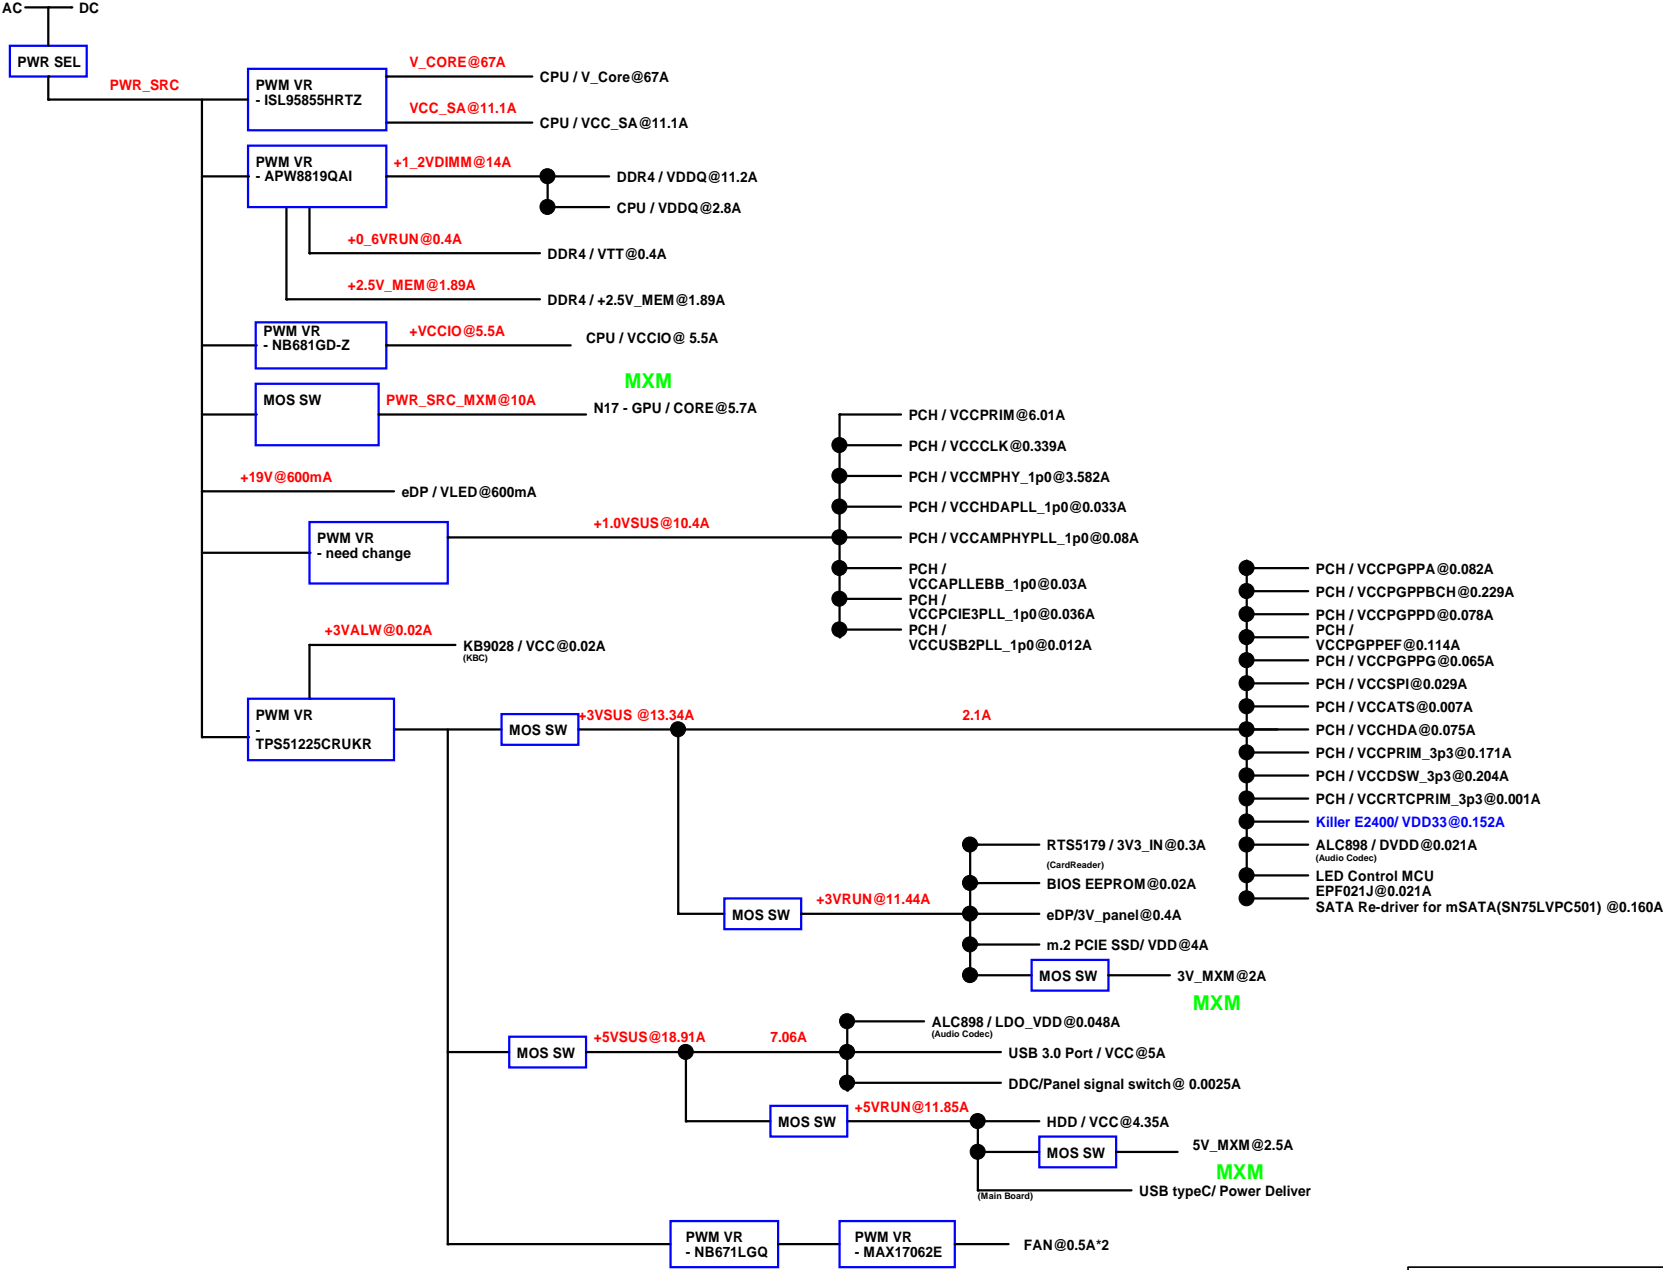 AC DC
PWR SEL
PWR_SRC
PWM VR
- ISL95855HRTZ
V_CORE@67A
CPU / V_Core@67A
VCC_SA@11.1A
CPU / VCC_SA@11.1A
PWM VR
- APW8819QAI
+1_2VDIMM@14A
DDR4 / VDDQ@11.2A
CPU / VDDQ@2.8A
+0_6VRUN@0.4A
DDR4 / VTT@0.4A
+2.5V_MEM@1.89A
DDR4 / +2.5V_MEM@1.89A
PWM VR
- NB681GD-Z
+VCCIO@5.5A
CPU / VCCIO@ 5.5A
MXM
MOS SW
PWR_SRC_MXM@10A
N17 - GPU / CORE@5.7A
+19V@600mA
eDP / VLED@600mA
PWM VR
- need change
+1.0VSUS@10.4A
PCH / VCCPRIM@6.01A
PCH / VCCCLK@0.339A
PCH / VCCMPHY_1p0@3.582A
PCH / VCCHDAPLL_1p0@0.033A
PCH / VCCAMPHYPLL_1p0@0.08A
PCH /
VCCAPLLEBB_1p0@0.03A
PCH /
VCCPCIE3PLL_1p0@0.036A
PCH /
VCCUSB2PLL_1p0@0.012A
+3VALW@0.02A
KB9028 / VCC@0.02A
(KBC)
PWM VR
-
TPS51225CRUKR
MOS SW
+3VSUS @13.34A
2.1A
PCH / VCCPGPPA@0.082A
PCH / VCCPGPPBCH@0.229A
PCH / VCCPGPPD@0.078A
PCH /
VCCPGPPEF@0.114A
PCH / VCCPGPPG@0.065A
PCH / VCCSPI@0.029A
PCH / VCCATS@0.007A
PCH / VCCHDA@0.075A
PCH / VCCPRIM_3p3@0.171A
PCH / VCCDSW_3p3@0.204A
PCH / VCCRTCPRIM_3p3@0.001A
Killer E2400/ VDD33@0.152A
ALC898 / DVDD@0.021A
(Audio Codec)
LED Control MCU
EPF021J@0.021A
SATA Re-driver for mSATA(SN75LVPC501) @0.160A
MOS SW
+3VRUN@11.44A
RTS5179 / 3V3_IN@0.3A
(CardReader)
BIOS EEPROM@0.02A
eDP/3V_panel@0.4A
m.2 PCIE SSD/ VDD@4A
MOS SW
3V_MXM@2A
MXM
MOS SW
+5VSUS@18.91A
7.06A
ALC898 / LDO_VDD@0.048A
(Audio Codec)
USB 3.0 Port / VCC@5A
DDC/Panel signal switch@ 0.0025A
MOS SW
+5VRUN@11.85A
HDD / VCC@4.35A
MOS SW
5V_MXM@2.5A
MXM
(Main Board)
USB typeC/ Power Deliver
PWM VR
- NB671LGQ
PWM VR
- MAX17062E
FAN@0.5A*2